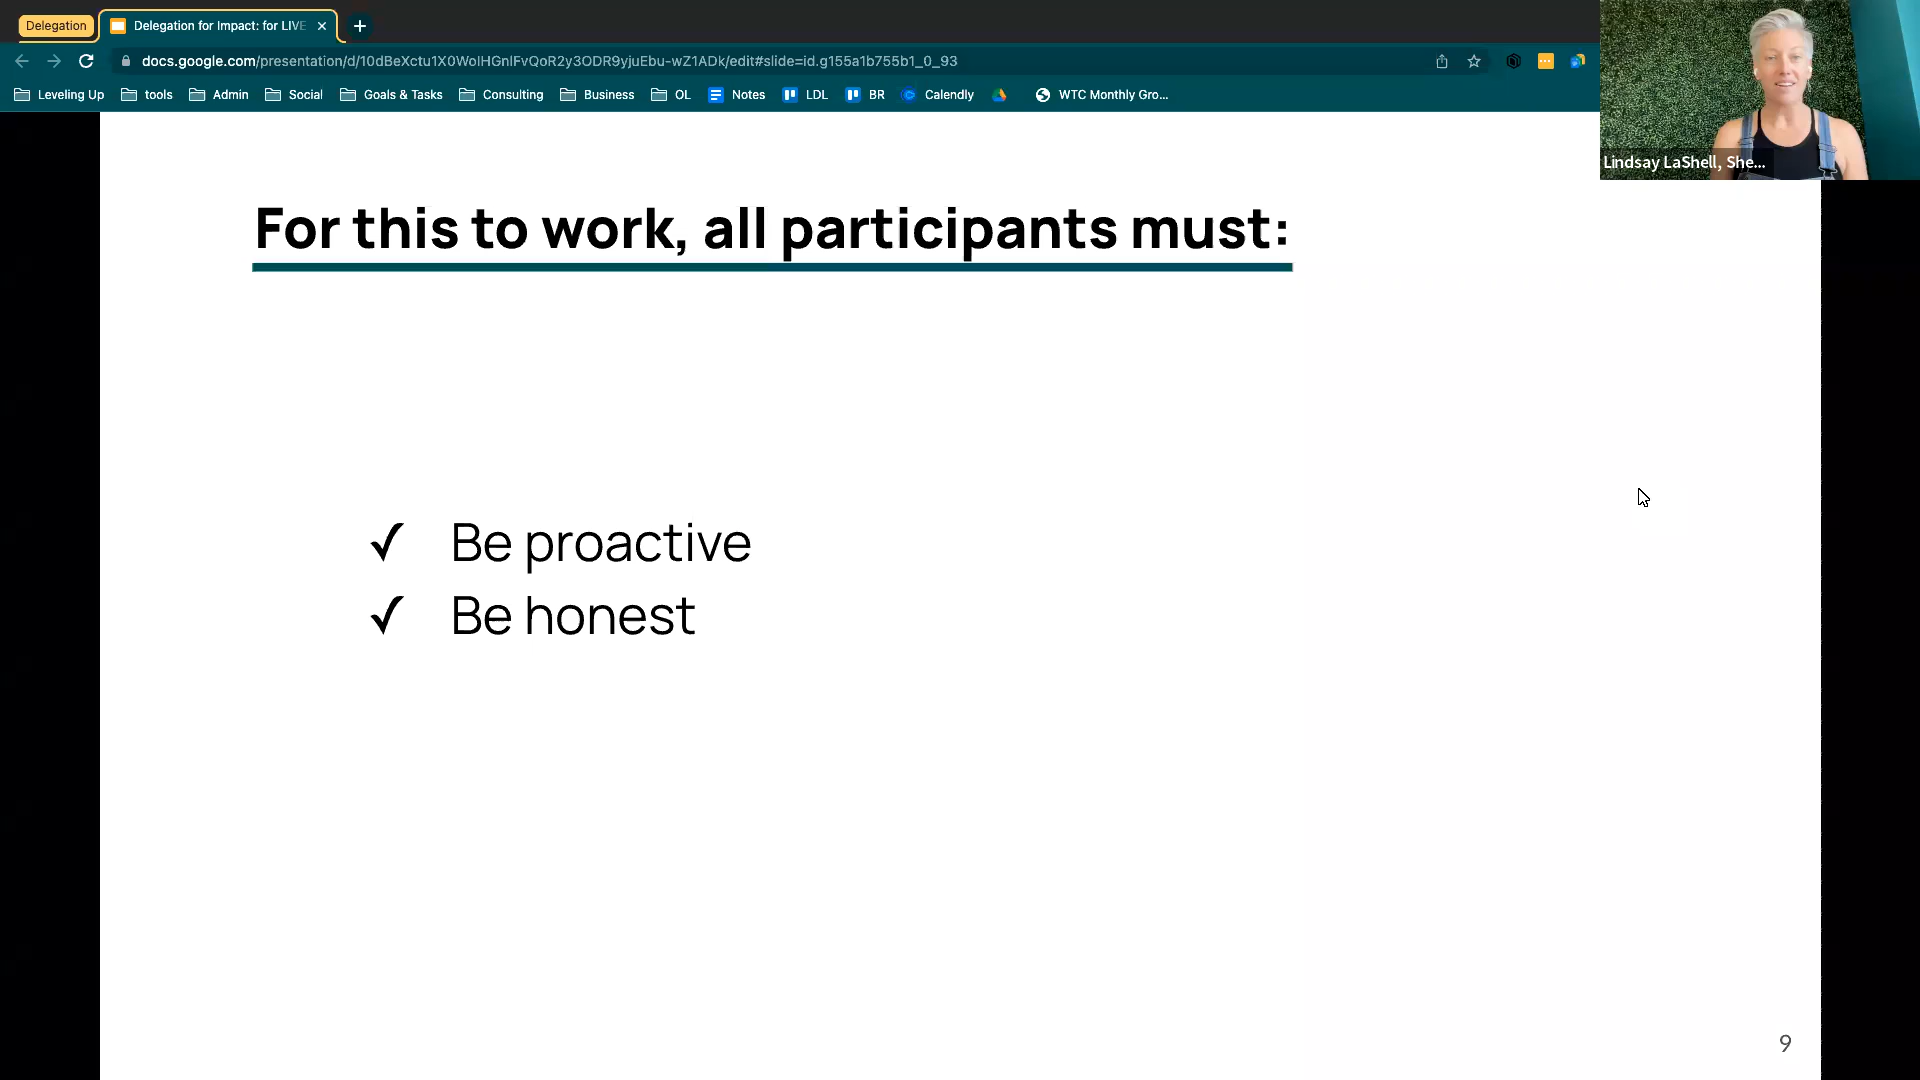 Delegation
Delegation for Impact: for LIVE
docs.google.com/presentation/d/10dBeXctu1X0WoIHGnIFvQoR2y3ODR9yjuEbu-wZ1ADk/edit#slide=id.g155a1b755b1_0_93
Leveling Up tools Admin Social Goals & Tasks Consulting Business OL Notes LDL BR Calendly WTC Monthly Gro...
Lindsay LaShell, She...
For this to work, all participants must:
✓ Be proactive
✓ Be honest
9